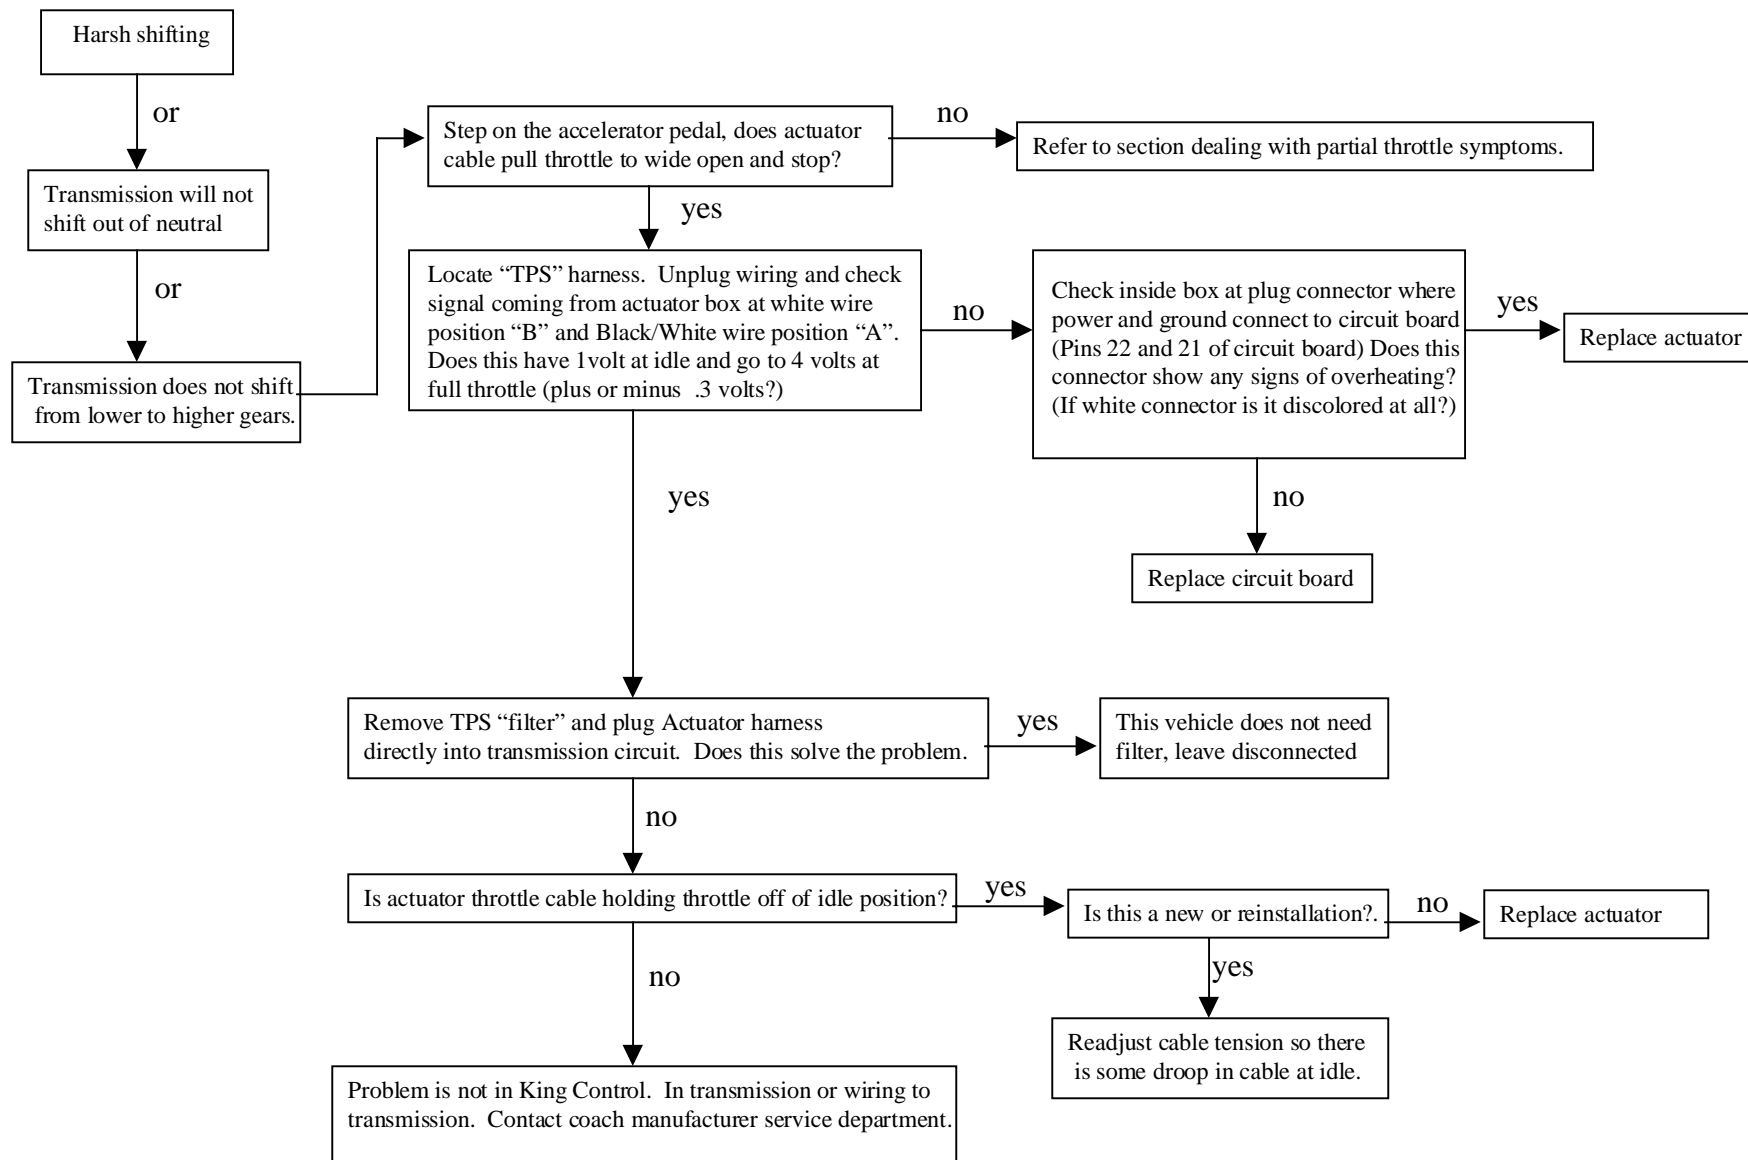 Harsh shifting
or
Transmission will not
shift out of neutral
or
Transmission does not shift
from lower to higher gears.
Step on the accelerator pedal, does actuator
cable pull throttle to wide open and stop?
no
Refer to section dealing with partial throttle symptoms.
yes
Locate “TPS” harness.  Unplug wiring and check
signal coming from actuator box at white wire
position “B” and Black/White wire position “A”.
Does this have 1volt at idle and go to 4 volts at
full throttle (plus or minus  .3 volts?)
no
Check inside box at plug connector where
power and ground connect to circuit board
(Pins 22 and 21 of circuit board) Does this
connector show any signs of overheating?
(If white connector is it discolored at all?)
yes
Replace actuator
no
Replace circuit board
yes
Remove TPS “filter” and plug Actuator harness
directly into transmission circuit.  Does this solve the problem.
yes
This vehicle does not need
filter, leave disconnected
no
Is actuator throttle cable holding throttle off of idle position?
yes
Is this a new or reinstallation?.
no
Replace actuator
yes
Readjust cable tension so there
is some droop in cable at idle.
no
Problem is not in King Control.  In transmission or wiring to
transmission.  Contact coach manufacturer service department.